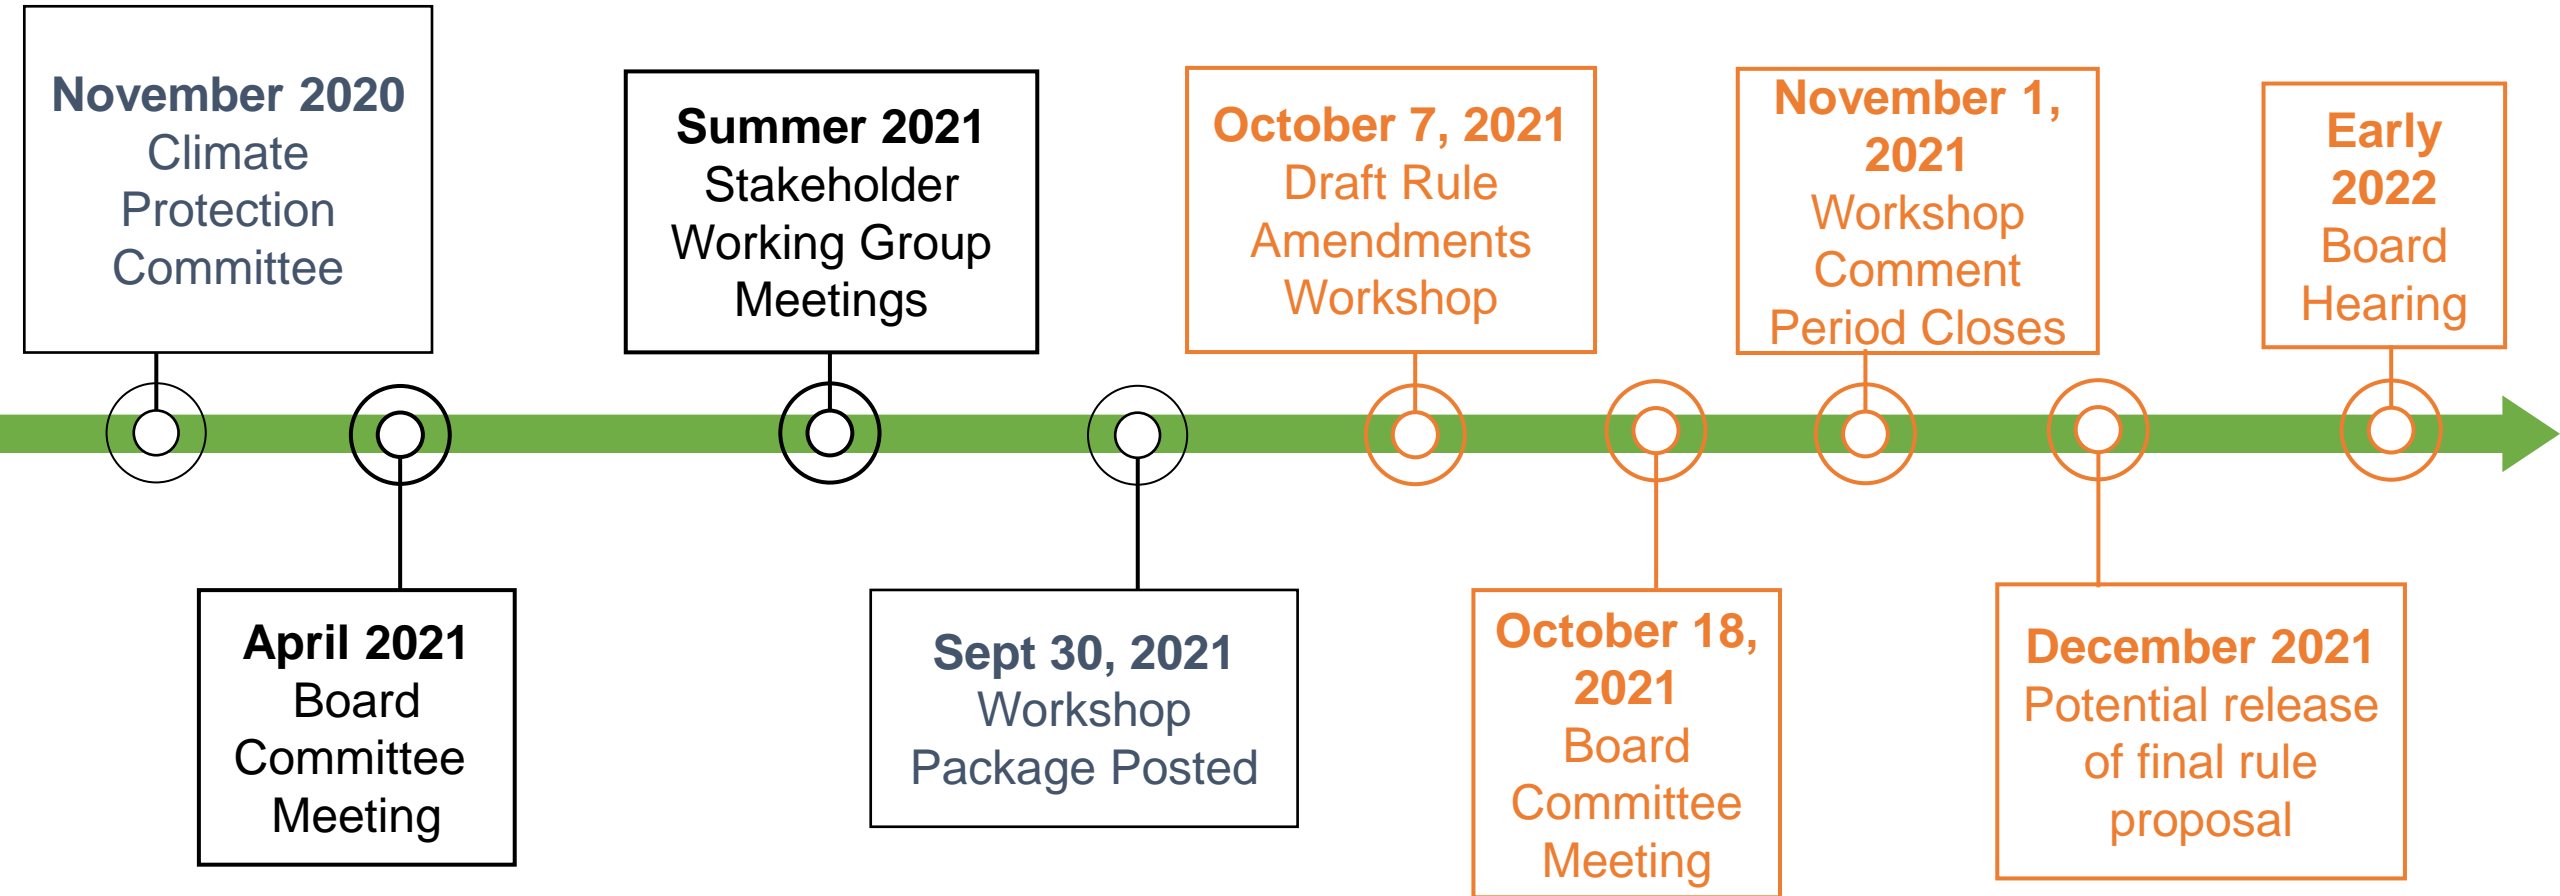 November 2020
Climate
Protection
Committee
April 2021
Board
Committee
Meeting
Summer 2021
Stakeholder
Working Group
Meetings
Sept 30, 2021
Workshop
Package Posted
October 7, 2021
Draft Rule
Amendments
Workshop
October 18,
2021
Board
Committee
Meeting
November 1,
2021
Workshop
Comment
Period Closes
December 2021
Potential release
of final rule
proposal
Early
2022
Board
Hearing